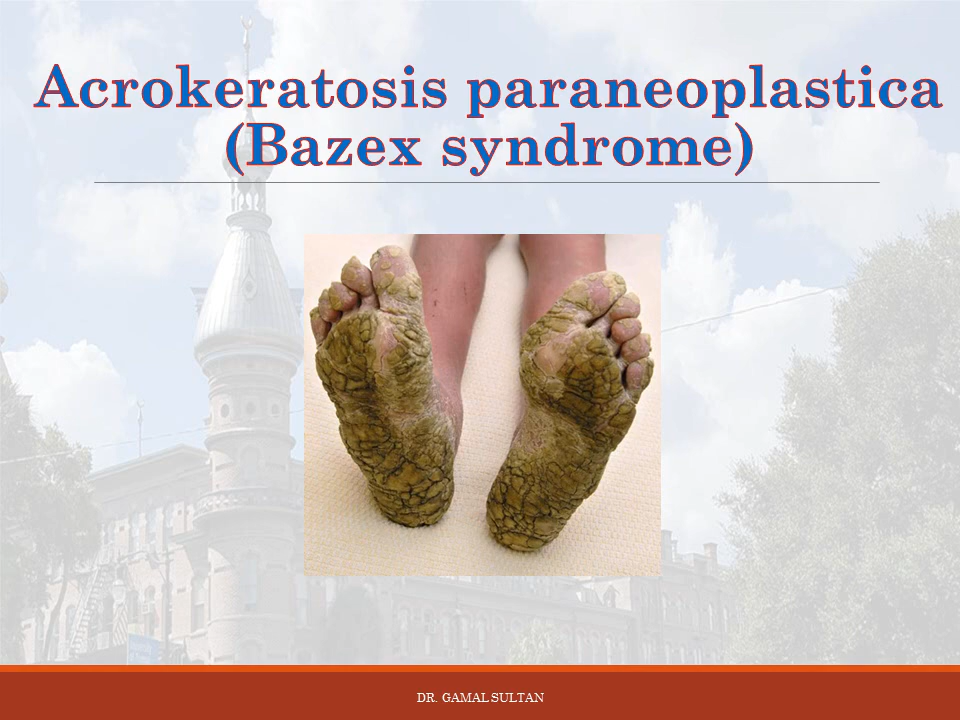 Acrokeratosis paraneoplastica
(Bazex syndrome)
DR. GAMAL SULTAN